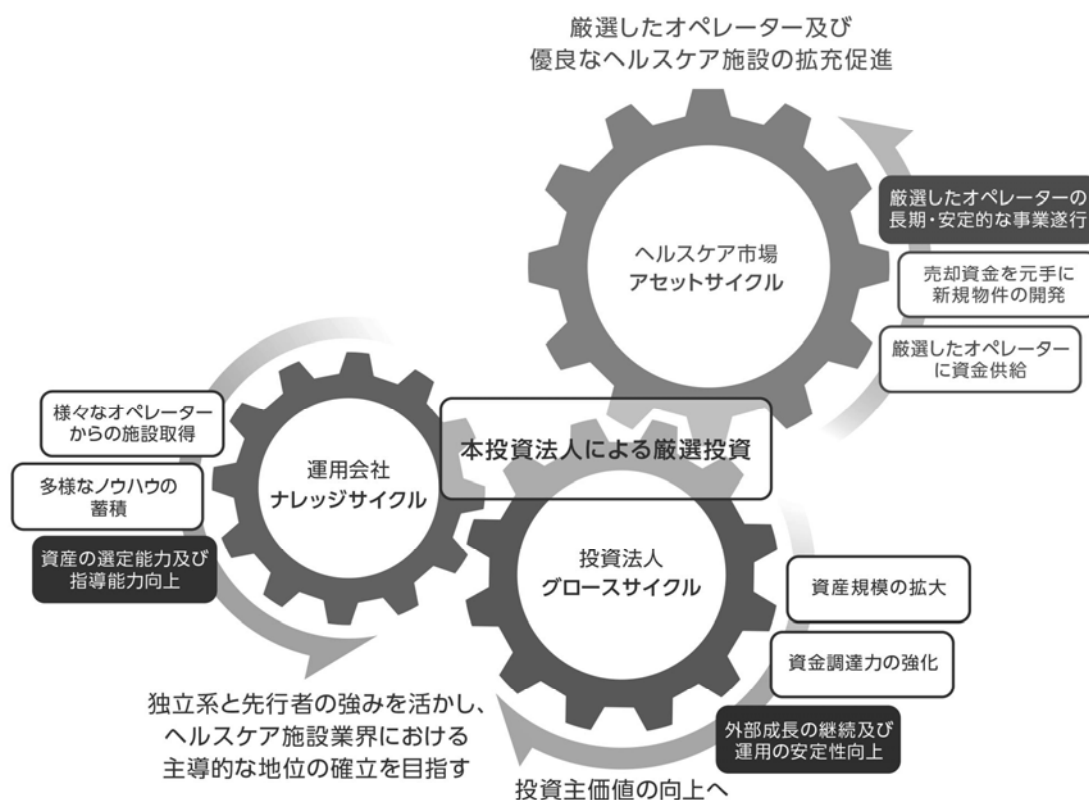 厳選したオペレーター及び
優良なヘルスケア施設の拡充促進
ヘルスケア市場
アセットサイクル
厳選したオペレーターの
長期・安定的な事業遂行
売却資金を元手に
新規物件の開発
厳選したオペレーター
に資金供給
本投資法人による厳選投資
様々なオペレーター
からの施設取得
多様なノウハウの
蓄積
資産の選定能力及び
指導能力向上
運用会社
ナレッジサイクル
投資法人
グロースサイクル
資産規模の拡大
資金調達力の強化
外部成長の継続及び
運用の安定性向上
独立系と先行者の強みを活かし、
ヘルスケア施設業界における
主導的な地位の確立を目指す
投資主価値の向上へ